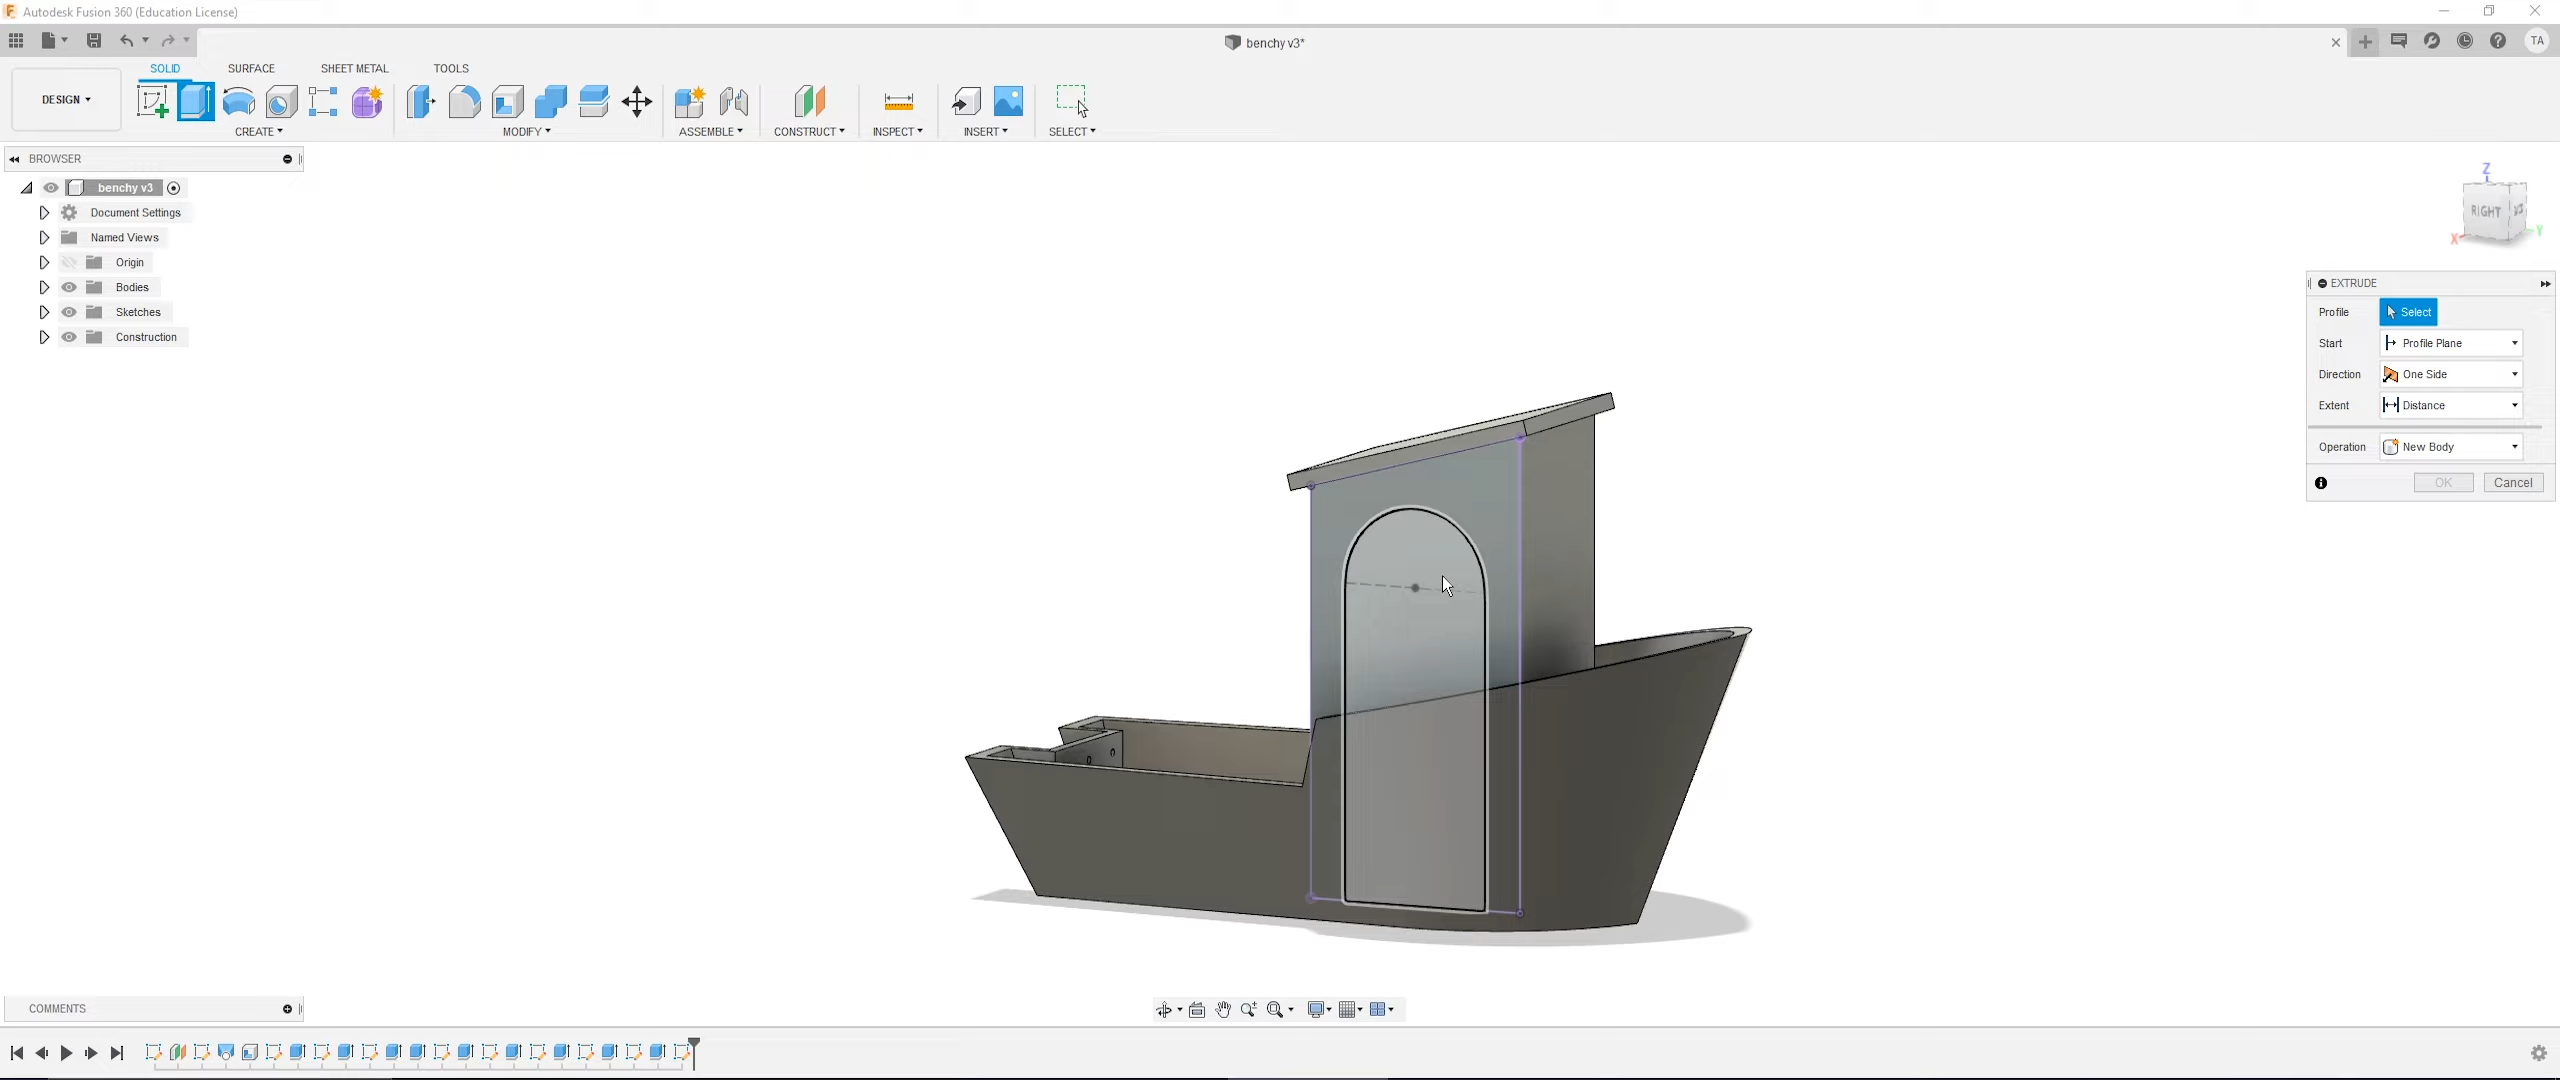 Autodesk Fusion 360 (Education License)
benchy v3*
TA
SOLID
SURFACE
SHEET METAL
TOOLS
DESIGN
CREATE
MODIFY
ASSEMBLE
CONSTRUCT
INSPECT
INSERT
SELECT
BROWSER
benchy v3
Document Settings
Named Views
Origin
Bodies
Sketches
Construction
Z
RIGHT
X
Y
EXTRUDE
Profile
Select
Start
Profile Plane
Direction
One Side
Extent
Distance
Operation
New Body
OK
Cancel
COMMENTS